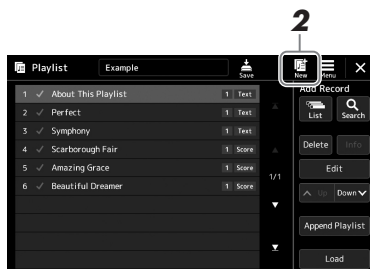 2
Playlist Example Save New Menu
Add Record
List Search
1 About This Playlist 1 Text
2 Perfect 1 Text
3 Symphony 1 Text
4 Scarborough Fair 1 Score
5 Amazing Grace 1 Score
6 Beautiful Dreamer 1 Score
1/1
Delete Info
Edit
Up Down
Append Playlist
Load